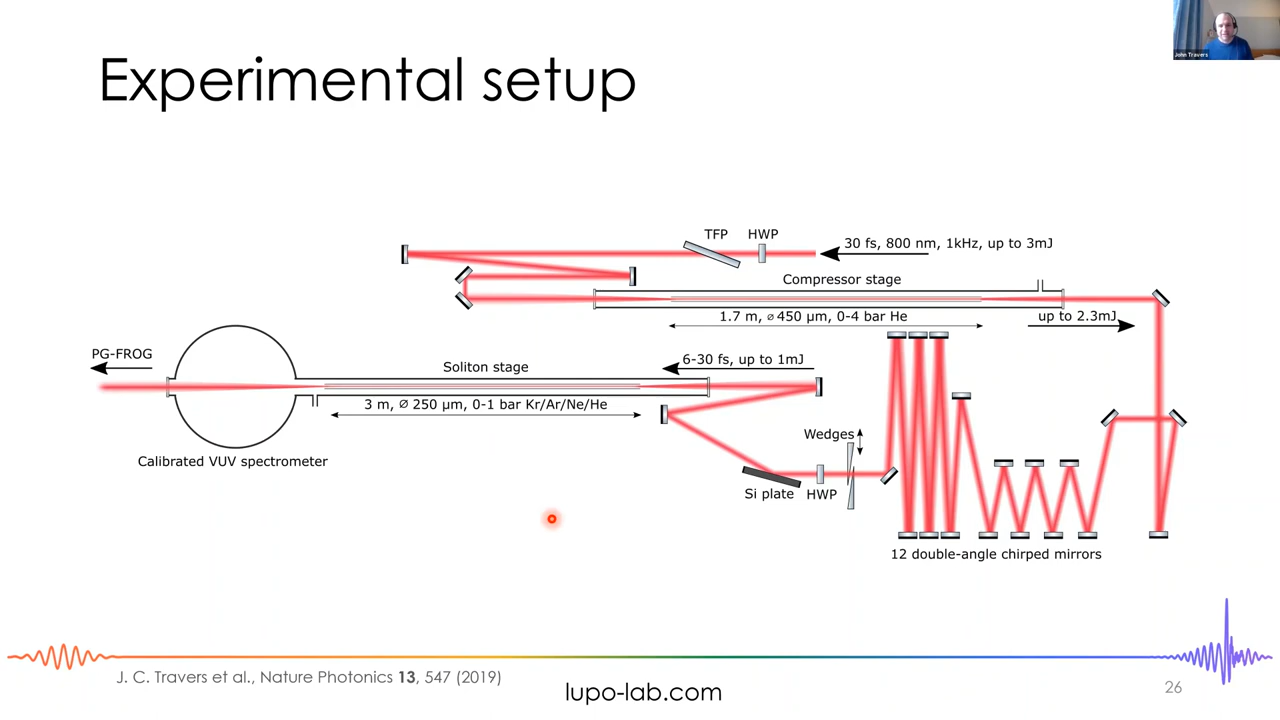 John Travers
Experimental setup
TFP
HWP
30 fs, 800 nm, 1kHz, up to 3mJ
Compressor stage
1.7 m, ⌀ 450 μm, 0-4 bar He
up to 2.3mJ
PG-FROG
Soliton stage
6-30 fs, up to 1mJ
3 m, ∅ 250 μm, 0-1 bar Kr/Ar/Ne/He
Calibrated VUV spectrometer
Wedges
Si plate
HWP
12 double-angle chirped mirrors
J. C. Travers et al., Nature Photonics 13, 547 (2019)
lupo-lab.com
26